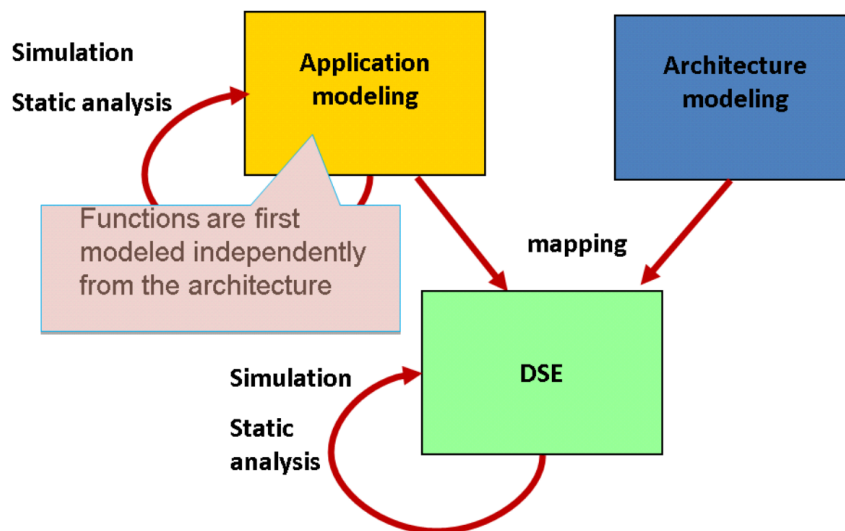 Simulation
Static analysis
Application
modeling
Architecture
modeling
Functions are first
modeled independently
from the architecture
mapping
DSE
Simulation
Static
analysis